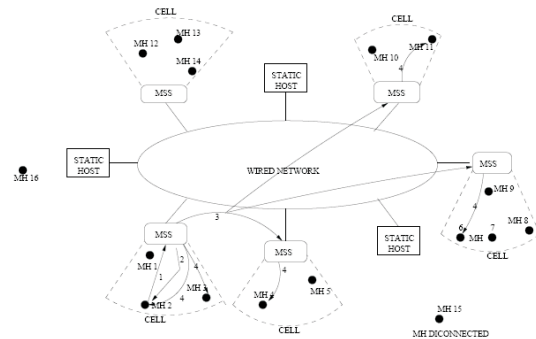 CELL
MH 12
MH 13
MH 14
MSS
CELL
MH 10
MH 11
4
MSS
STATIC
HOST
STATIC
HOST
MH 16
WIRED NETWORK
MSS
MH 9
4
6
MH
7
MH 8
CELL
3
MSS
MH 1
2
4
1
MH 3
MH 2
4
CELL
MSS
4
MH 4
MH 5
CELL
STATIC
HOST
MH 15
MH DICONNECTED